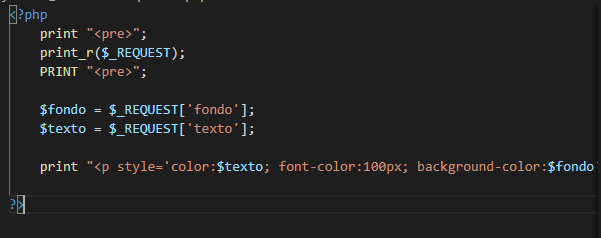 <?php
print "<pre>";
print_r($_REQUEST);
PRINT "<pre>";
$fondo = $_REQUEST['fondo'];
$texto = $_REQUEST['texto'];
print "<p style='color:$texto; font-color:100px; background-color:$fondo'
?>